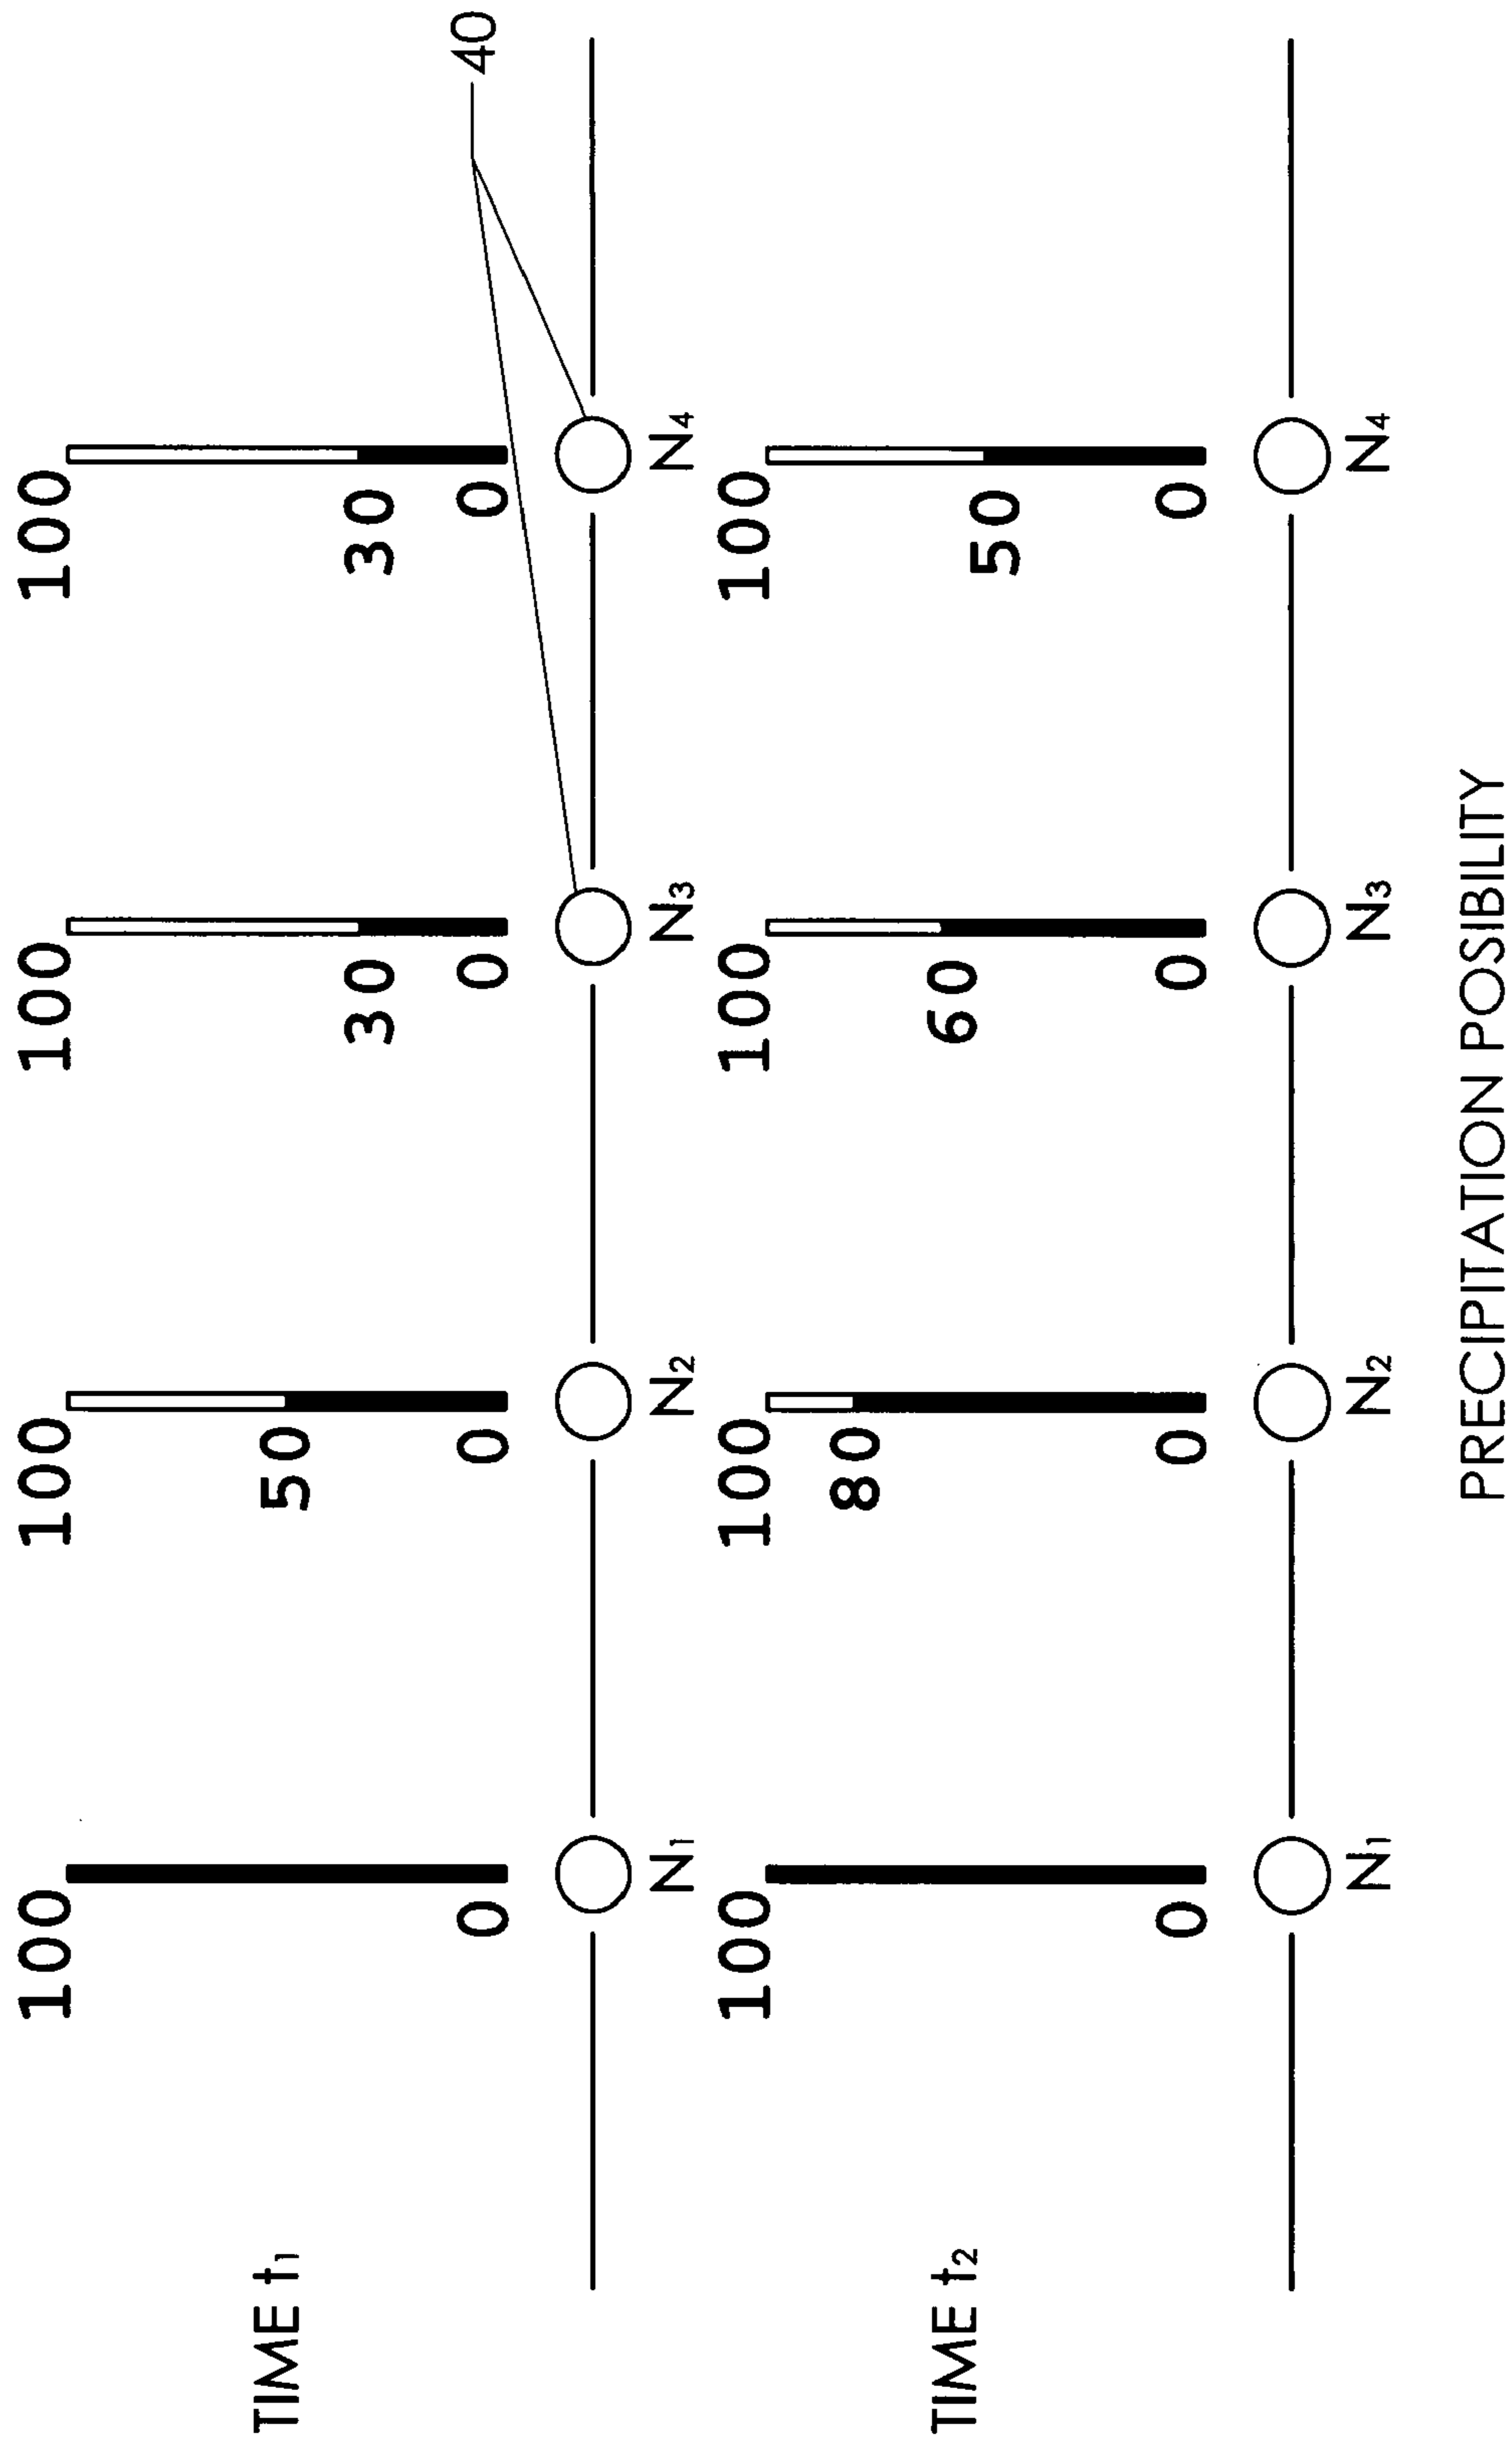 100 100 100 100
40
TIME t₁
50 30 30
0 0 0 0
N₁ N₂ N₃ N₄
100 100 100 100
TIME t₂
80 60 50
0 0 0 0
N₁ N₂ N₃ N₄
PRECIPITATION POSIBILITY